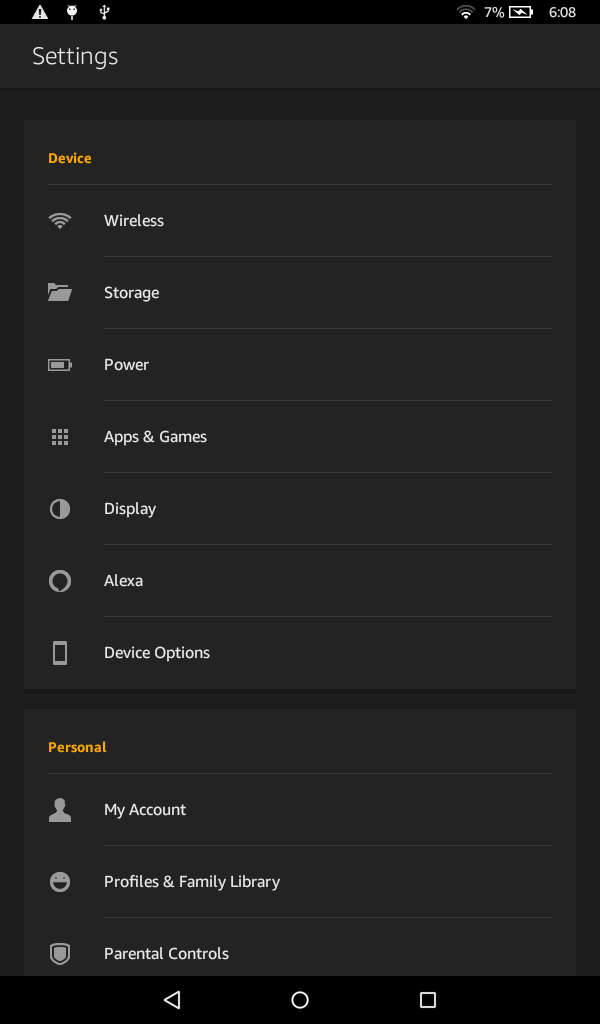 7% 6:08
Settings
Device
Wireless
Storage
Power
Apps & Games
Display
Alexa
Device Options
Personal
My Account
Profiles & Family Library
Parental Controls